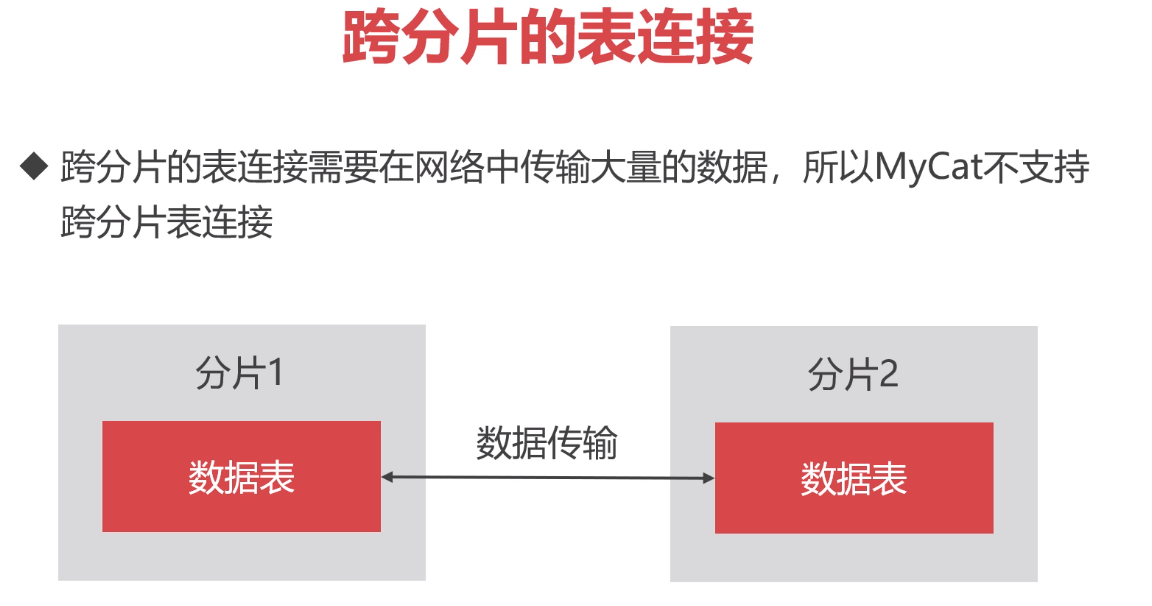 跨分片的表连接
◆ 跨分片的表连接需要在网络中传输大量的数据，所以MyCat不支持
跨分片表连接
分片1
分片2
数据传输
数据表
数据表